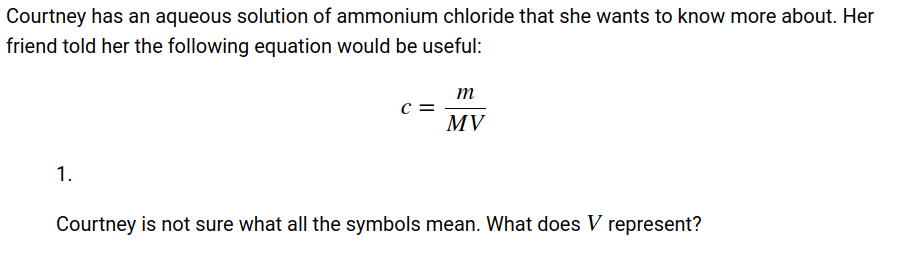 Courtney has an aqueous solution of ammonium chloride that she wants to know more about. Her
friend told her the following equation would be useful:
c = m / MV
1.
Courtney is not sure what all the symbols mean. What does V represent?